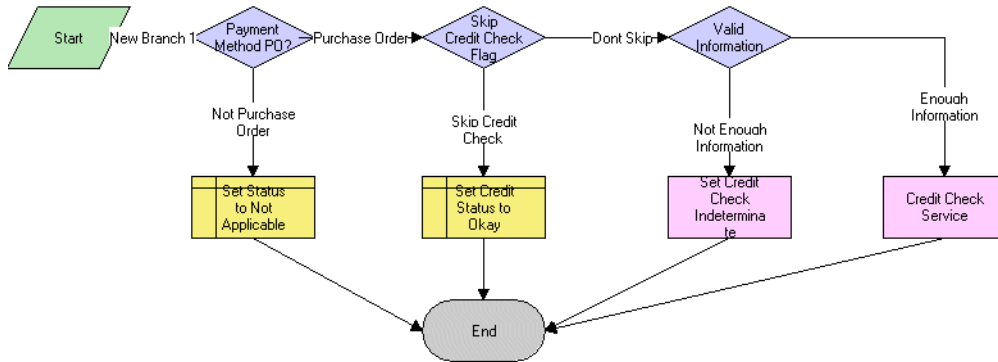 Start
New Branch 1
Payment
Method PO?
Purchase Order
Skip
Credit Check
Flag
Dont Skip
Valid
Information
Not Purchase
Order
Skip Credit
Check
Not Enough
Information
Enough
Information
Set Status
to Not
Applicable
Set Credit
Status to
Okay
Set Credit
Check
Indetermina
te
Credit Check
Service
End